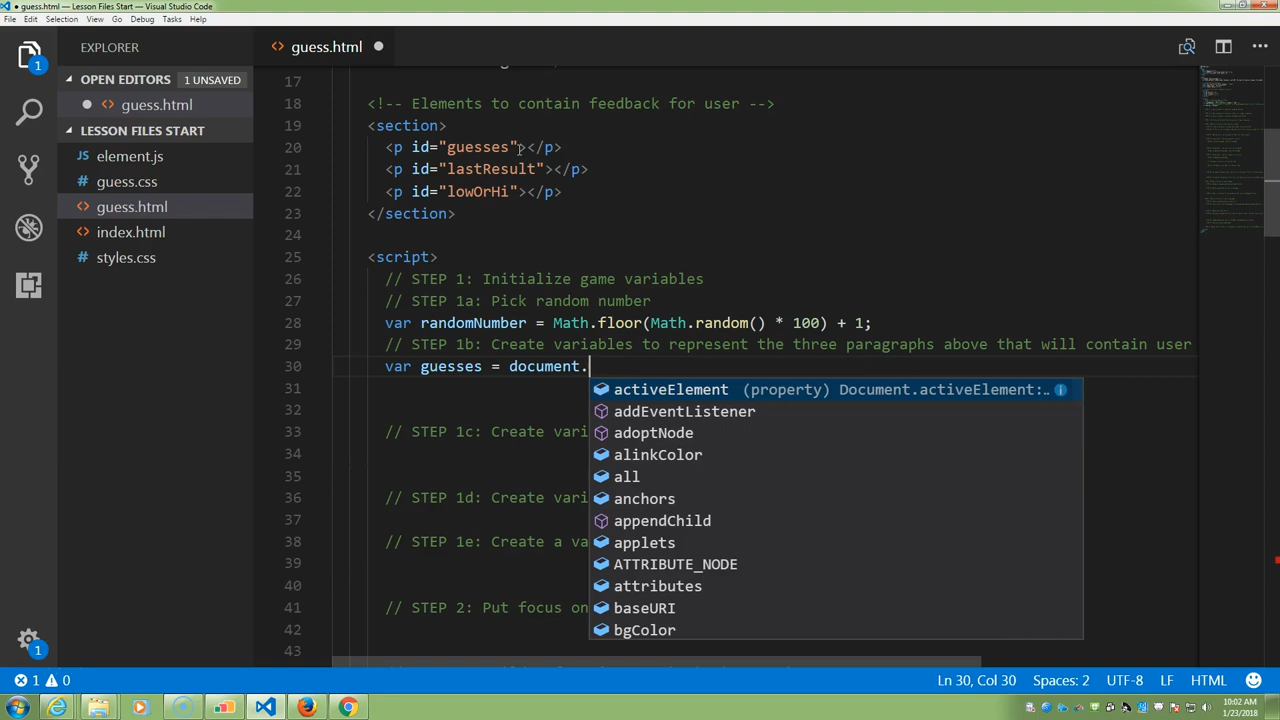 guess.html — Lesson Files Start — Visual Studio Code
File Edit Selection View Go Debug Tasks Help
EXPLORER
guess.html
OPEN EDITORS 1 UNSAVED
guess.html
LESSON FILES START
element.js
guess.css
guess.html
index.html
styles.css
1
1
17
18 <!-- Elements to contain feedback for user -->
19 <section>
20 <p id="guesses"></p>
21 <p id="lastResult"></p>
22 <p id="lowOrHi"></p>
23 </section>
24
25 <script>
26 // STEP 1: Initialize game variables
27 // STEP 1a: Pick random number
28 var randomNumber = Math.floor(Math.random() * 100) + 1;
29 // STEP 1b: Create variables to represent the three paragraphs above that will contain user
30 var guesses = document.
31
32
33 // STEP 1c: Create vari
34
35
36 // STEP 1d: Create vari
37
38 // STEP 1e: Create a va
39
40
41 // STEP 2: Put focus on
42
43
activeElement (property) Document.activeElement:…
addEventListener
adoptNode
alinkColor
all
anchors
appendChild
applets
ATTRIBUTE_NODE
attributes
baseURI
bgColor
1 0
Ln 30, Col 30 Spaces: 2 UTF-8 LF HTML
10:02 AM
1/23/2018